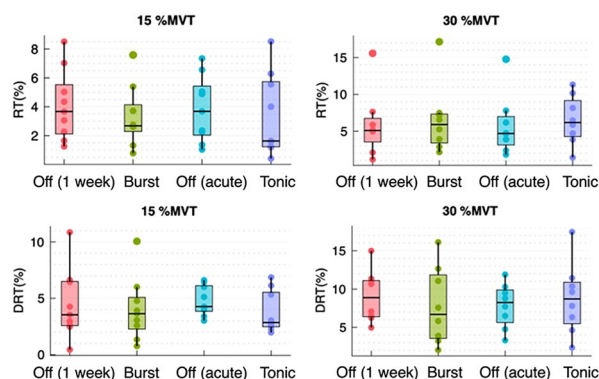 15 %MVT
30 %MVT
RT(%)
8
6
4
2
Off (1 week) Burst Off (acute) Tonic
RT(%)
15
10
5
Off (1 week) Burst Off (acute) Tonic
15 %MVT
30 %MVT
DRT(%)
10
5
0
Off (1 week) Burst Off (acute) Tonic
DRT(%)
15
10
5
Off (1 week) Burst Off (acute) Tonic